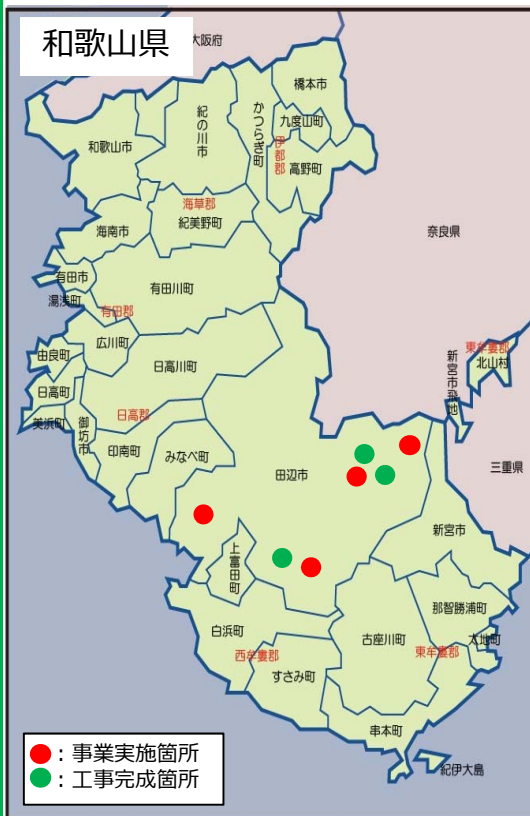 和歌山県
大阪府
橋本市
紀の川市
かつらぎ町
九度山町
伊都郡
和歌山市
高野町
海草郡
紀美野町
海南市
奈良県
有田市
有田川町
湯浅町
有田郡
広川町
由良町
日高川町
東牟婁郡
北山村
新宮市飛地
日高町
美浜町
御坊市
日高郡
印南町
みなべ町
田辺市
三重県
新宮市
上富田町
那智勝浦町
白浜町
古座川町
太地町
西牟婁郡
東牟婁郡
すさみ町
串本町
紀伊大島
：事業実施箇所
：工事完成箇所